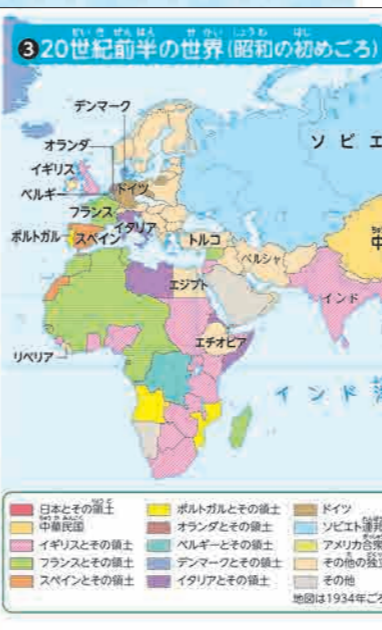 ❸20世紀前半の世界(昭和の初めごろ)
デンマーク
オランダ
イギリス
ベルギー
ドイツ
フランス
イタリア
ポルトガル
スペイン
トルコ
ペルシャ
エジプト
インド
エチオピア
リベリア
ソビエ
中
インド
日本とその領土
中華民国
イギリスとその領土
フランスとその領土
スペインとその領土
ポルトガルとその領土
オランダとその領土
ベルギーとその領土
デンマークとその領土
イタリアとその領土
ドイツ
ソビエト連邦
アメリカ合衆
その他の独立
その他
地図は1934年ごろ